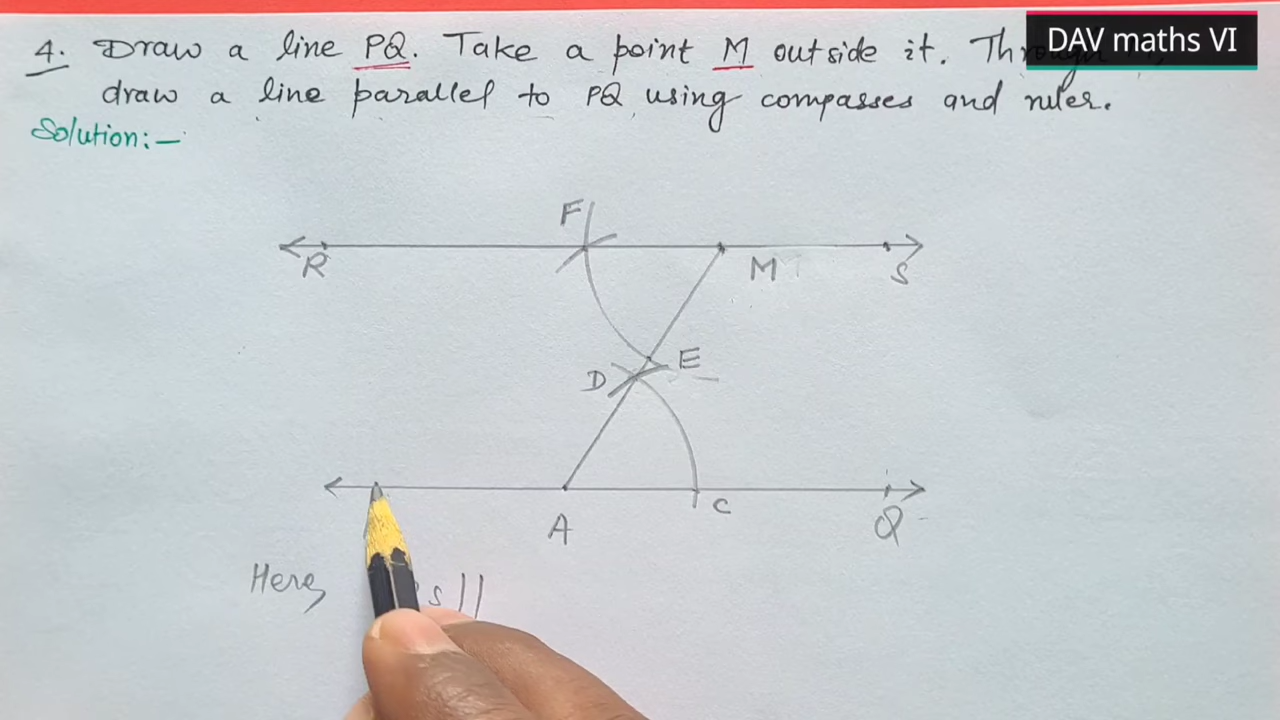 DAV maths VI
4. Draw a line PQ. Take a point M outside it.
draw a line parallel to PQ using compasses and ruler.
Solution:-
F
R
M
S
D
E
A
C
Q
Here,
s ||